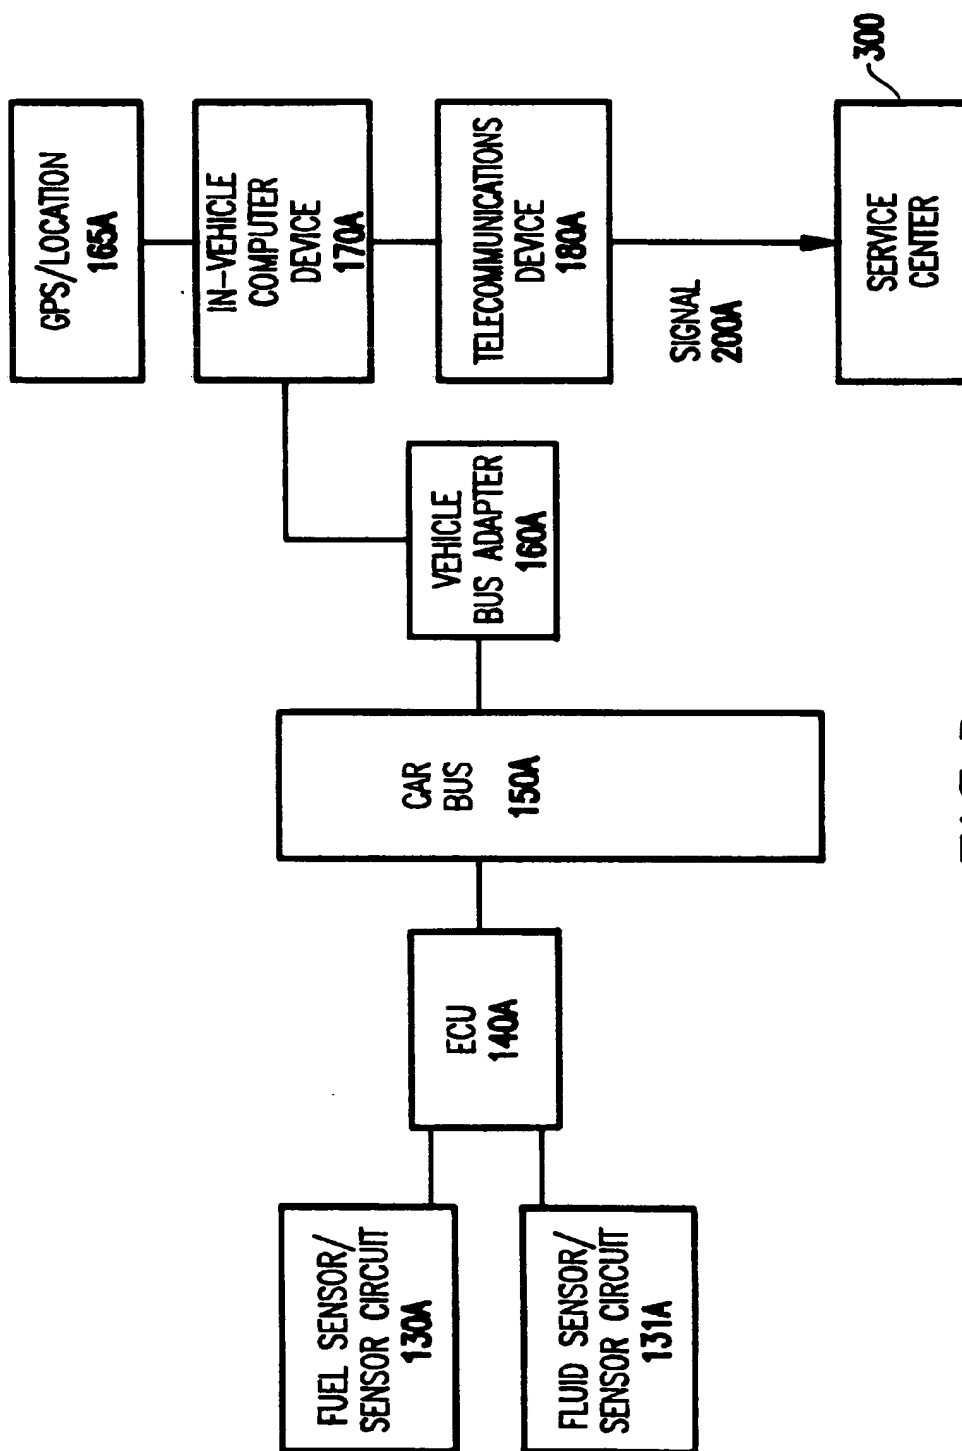 GPS/LOCATION
165A
IN-VEHICLE
COMPUTER
DEVICE
170A
TELECOMMUNICATIONS
DEVICE
180A
SIGNAL
200A
300
SERVICE
CENTER
VEHICLE
BUS ADAPTER
160A
CAR
BUS
150A
ECU
140A
FUEL SENSOR/
SENSOR CIRCUIT
130A
FLUID SENSOR/
SENSOR CIRCUIT
131A